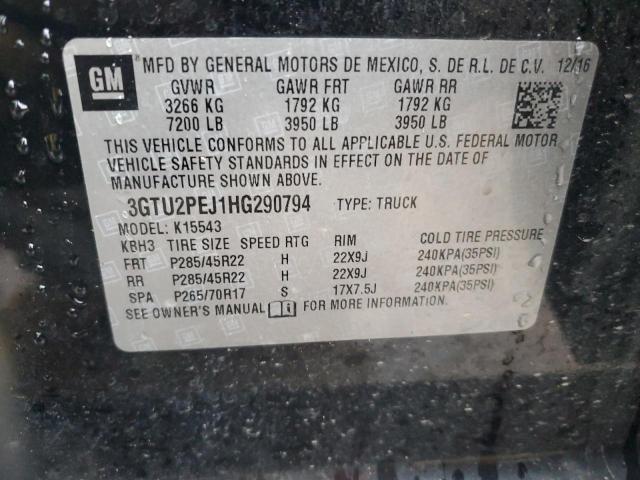 GM
MFD BY GENERAL MOTORS DE MEXICO, S. DE R.L. DE C.V. 12/16
GVWR GAWR FRT GAWR RR
3266 KG 1792 KG 1792 KG
7200 LB 3950 LB 3950 LB
THIS VEHICLE CONFORMS TO ALL APPLICABLE U.S. FEDERAL MOTOR
VEHICLE SAFETY STANDARDS IN EFFECT ON THE DATE OF
MANUFACTURE SHOWN ABOVE.
3GTU2PEJ1HG290794 TYPE: TRUCK
MODEL: K15543
KBH3 TIRE SIZE SPEED RTG RIM COLD TIRE PRESSURE
FRT P285/45R22 H 22X9J 240KPA(35PSI)
RR P285/45R22 H 22X9J 240KPA(35PSI)
SPA P265/70R17 S 17X7.5J 240KPA(35PSI)
SEE OWNER'S MANUAL FOR MORE INFORMATION.